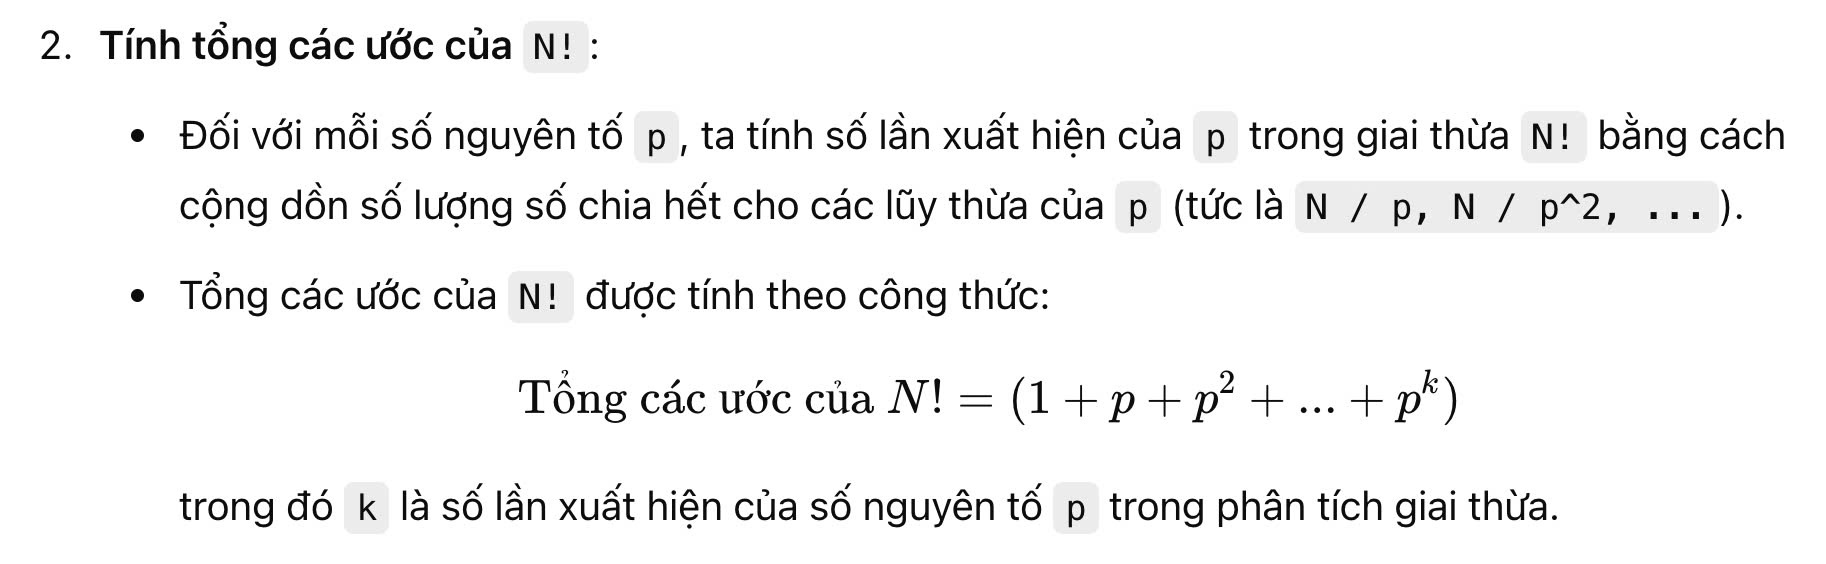 2. Tính tổng các ước của N! :
• Đối với mỗi số nguyên tố p , ta tính số lần xuất hiện của p trong giai thừa N! bằng cách
cộng dồn số lượng số chia hết cho các lũy thừa của p (tức là N / p, N / p^2, ... ).
• Tổng các ước của N! được tính theo công thức:
Tổng các ước của N! = (1 + p + p² + ... + pᵏ)
trong đó k là số lần xuất hiện của số nguyên tố p trong phân tích giai thừa.